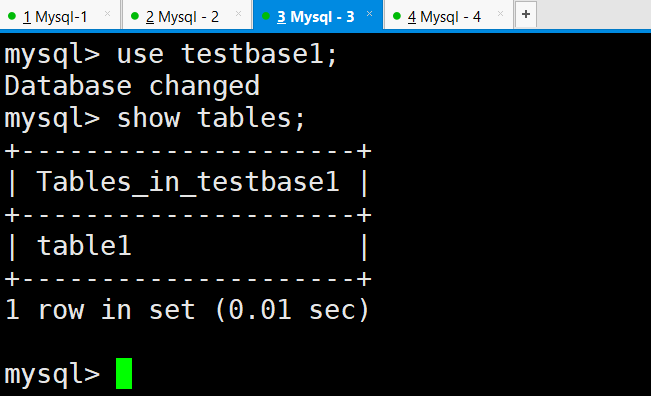 1 Mysql-1 × 2 Mysql - 2 × 3 Mysql - 3 × 4 Mysql - 4 × +
mysql> use testbase1;
Database changed
mysql> show tables;
+---------------------+
| Tables_in_testbase1 |
+---------------------+
| table1              |
+---------------------+
1 row in set (0.01 sec)
mysql>